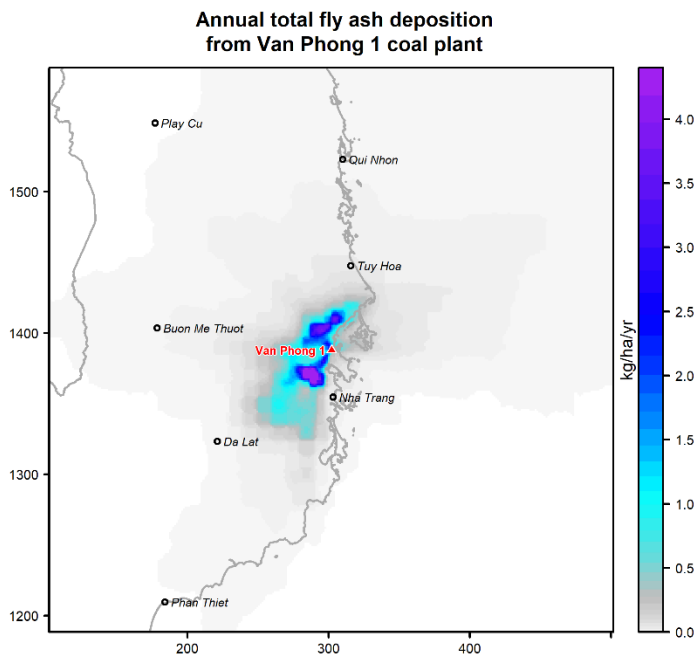 Annual total fly ash deposition
from Van Phong 1 coal plant
Play Cu
Qui Nhon
Tuy Hoa
Buon Me Thuot
Van Phong 1
Nha Trang
Da Lat
Phan Thiet
1500
1400
1300
1200
200
300
400
4.0
3.5
3.0
2.5
2.0
1.5
1.0
0.5
0.0
kg/ha/yr